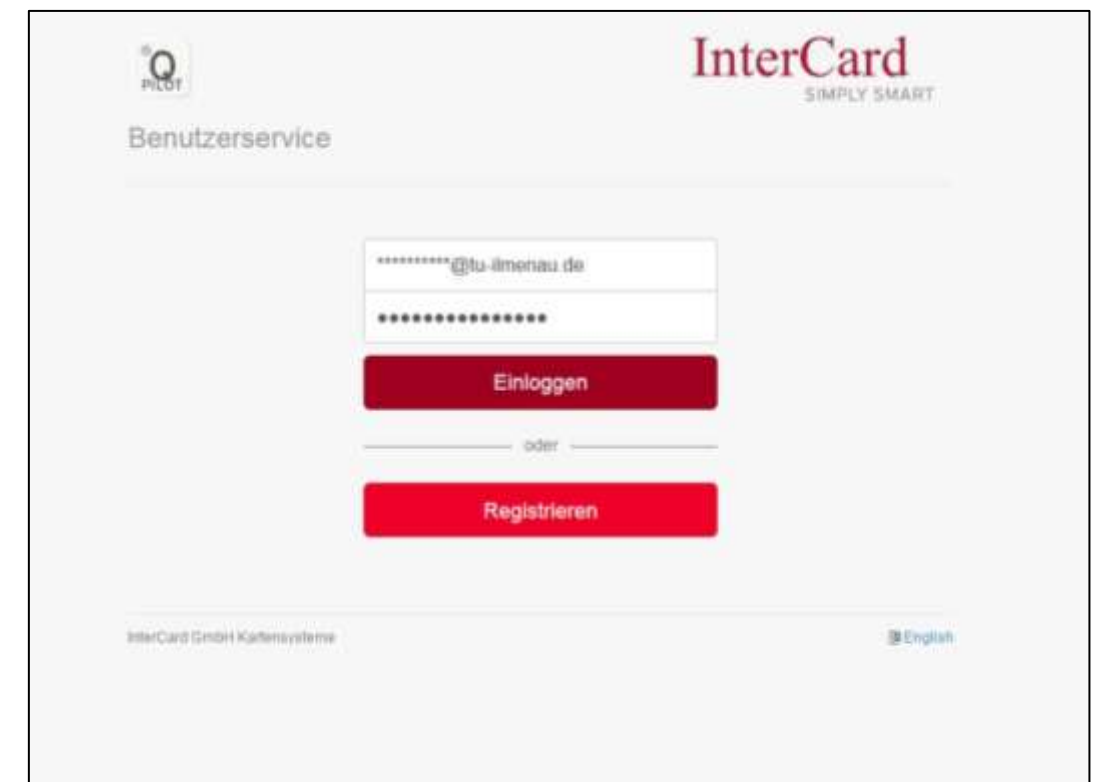 Q
PILOT
InterCard
SIMPLY SMART
Benutzerservice
**********@tu-ilmenau.de
●●●●●●●●●●●●●●●
Einloggen
oder
Registrieren
InterCard GmbH Kartensysteme
English